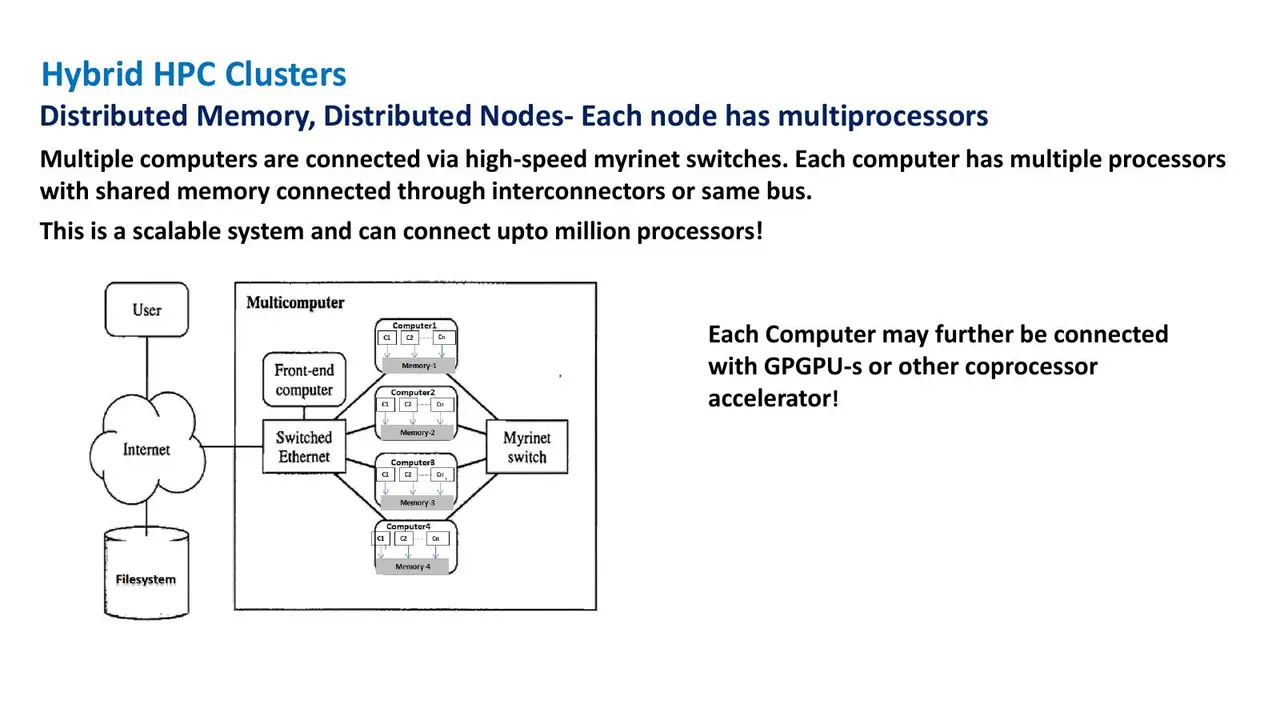 Hybrid HPC Clusters
Distributed Memory, Distributed Nodes- Each node has multiprocessors
Multiple computers are connected via high-speed myrinet switches. Each computer has multiple processors
with shared memory connected through interconnectors or same bus.
This is a scalable system and can connect upto million processors!
User
Internet
Filesystem
Multicomputer
Front-end
computer
Switched
Ethernet
Computer1
C1 C2 Cn
Memory-1
Computer2
C1 C2 Cn
Memory-2
Computer3
C1 C2 Cn
Memory-3
Computer4
C1 C2 Cn
Memory-4
Myrinet
switch
Each Computer may further be connected
with GPGPU-s or other coprocessor
accelerator!